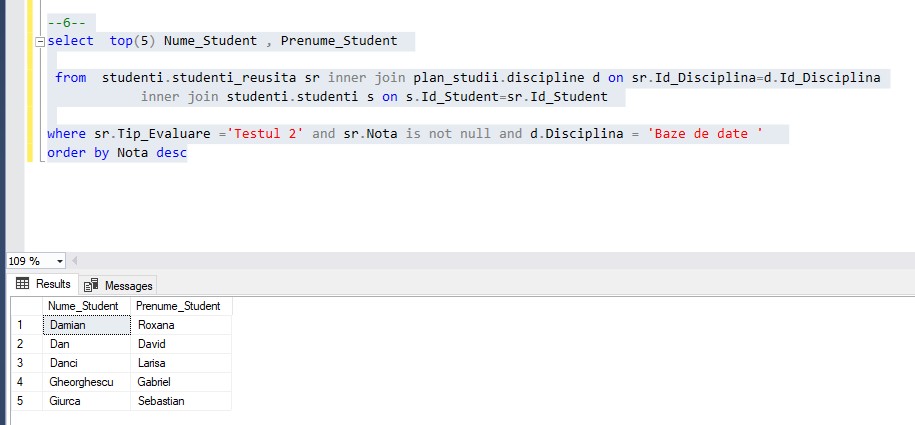 --6--
select  top(5) Nume_Student , Prenume_Student
from  studenti.studenti_reusita sr inner join plan_studii.discipline d on sr.Id_Disciplina=d.Id_Disciplina
inner join studenti.studenti s on s.Id_Student=sr.Id_Student
where sr.Tip_Evaluare ='Testul 2' and sr.Nota is not null and d.Disciplina = 'Baze de date '
order by Nota desc
109 %
Results Messages
Nume_Student Prenume_Student
1 Damian Roxana
2 Dan David
3 Danci Larisa
4 Gheorghescu Gabriel
5 Giurca Sebastian